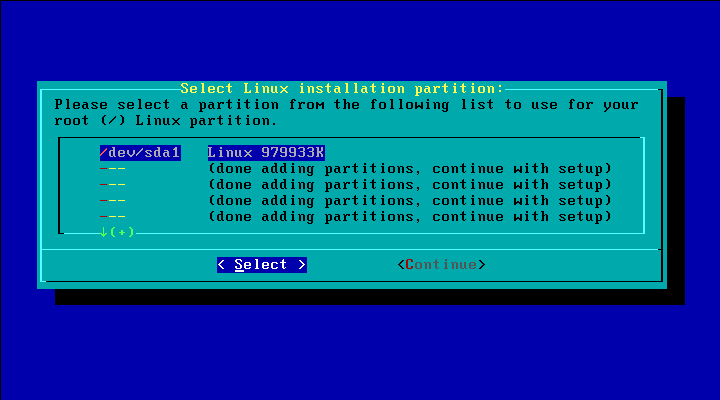 Select Linux installation partition:
Please select a partition from the following list to use for your
root (/) Linux partition.
/dev/sda1 Linux 979933K
--- (done adding partitions, continue with setup)
--- (done adding partitions, continue with setup)
--- (done adding partitions, continue with setup)
--- (done adding partitions, continue with setup)
↓(+)
< Select > <Continue>